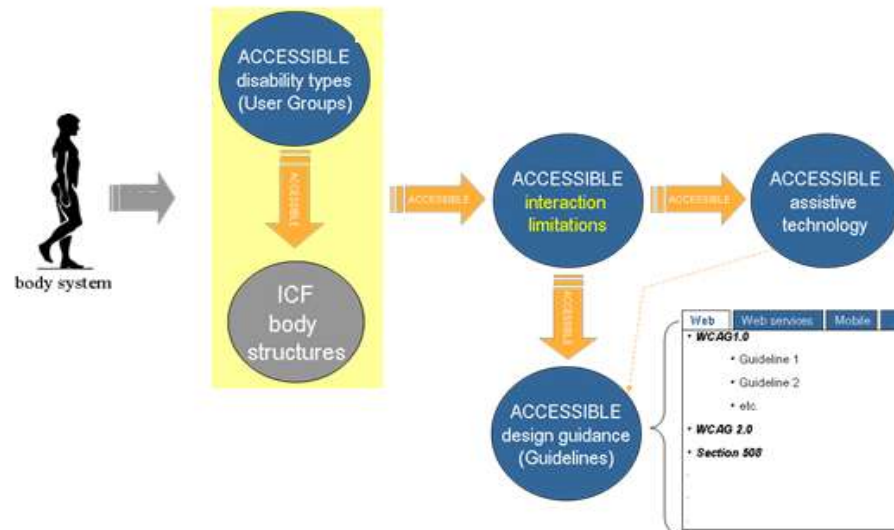 ACCESSIBLE
disability types
(User Groups)
ACCESSIBLE
ICF
body
structures
body system
ACCESSIBLE
ACCESSIBLE
interaction
limitations
ACCESSIBLE
ACCESSIBLE
assistive
technology
ACCESSIBLE
ACCESSIBLE
design guidance
(Guidelines)
Web
Web services
Mobile
• WCAG1.0
• Guideline 1
• Guideline 2
• etc.
• WCAG 2.0
• Section 508
.
.
.